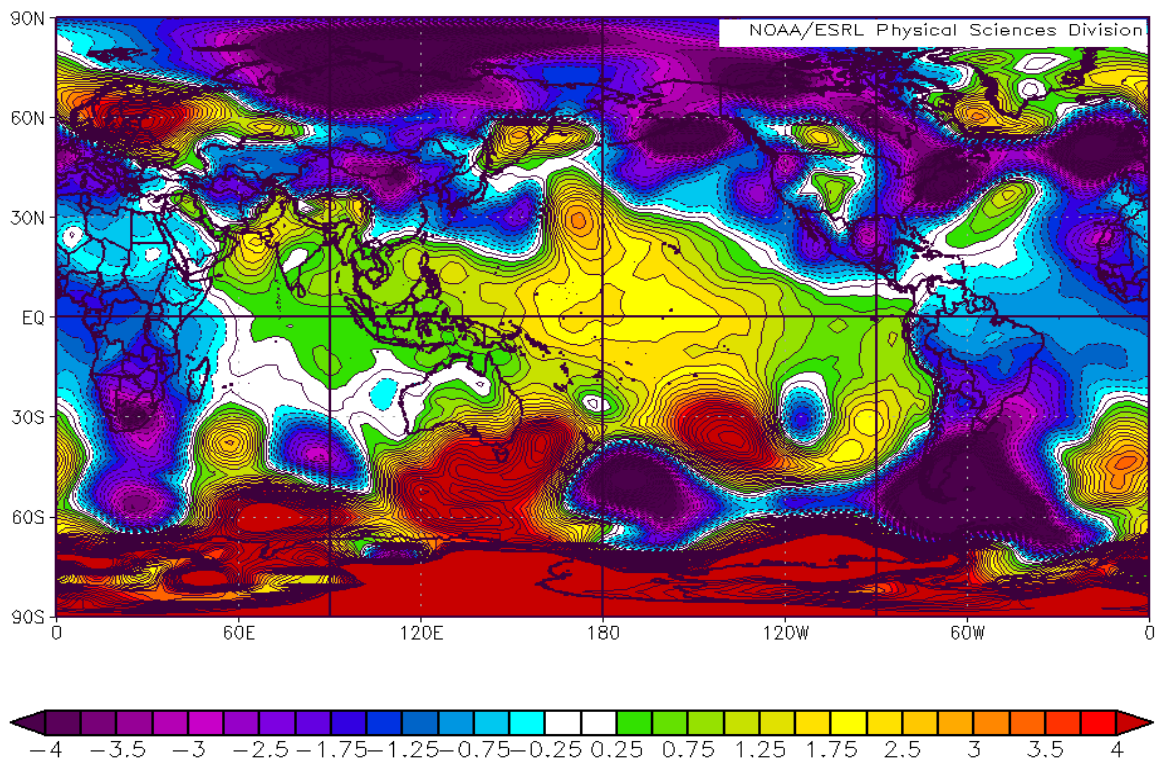 90N
NOAA/ESRL Physical Sciences Division
60N
30N
EQ
30S
60S
90S
0 60E 120E 180 120W 60W 0
−4 −3.5 −3 −2.5 −1.75 −1.25 −0.75 −0.25 0.25 0.75 1.25 1.75 2.5 3 3.5 4